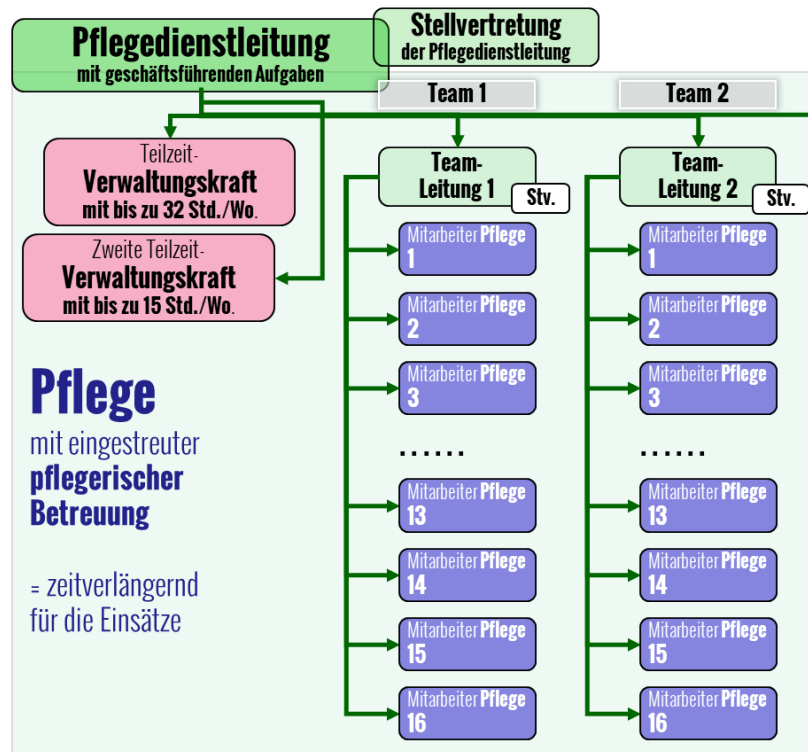 Pflegedienstleitung
mit geschäftsführenden Aufgaben
Stellvertretung
der Pflegedienstleitung
Teilzeit-
Verwaltungskraft
mit bis zu 32 Std./Wo.
Zweite Teilzeit-
Verwaltungskraft
mit bis zu 15 Std./Wo.
Pflege
mit eingestreuter
pflegerischer
Betreuung
= zeitverlängernd
für die Einsätze
Team 1
Team-
Leitung 1
Stv.
Mitarbeiter Pflege
1
Mitarbeiter Pflege
2
Mitarbeiter Pflege
3
......
Mitarbeiter Pflege
13
Mitarbeiter Pflege
14
Mitarbeiter Pflege
15
Mitarbeiter Pflege
16
Team 2
Team-
Leitung 2
Stv.
Mitarbeiter Pflege
1
Mitarbeiter Pflege
2
Mitarbeiter Pflege
3
......
Mitarbeiter Pflege
13
Mitarbeiter Pflege
14
Mitarbeiter Pflege
15
Mitarbeiter Pflege
16